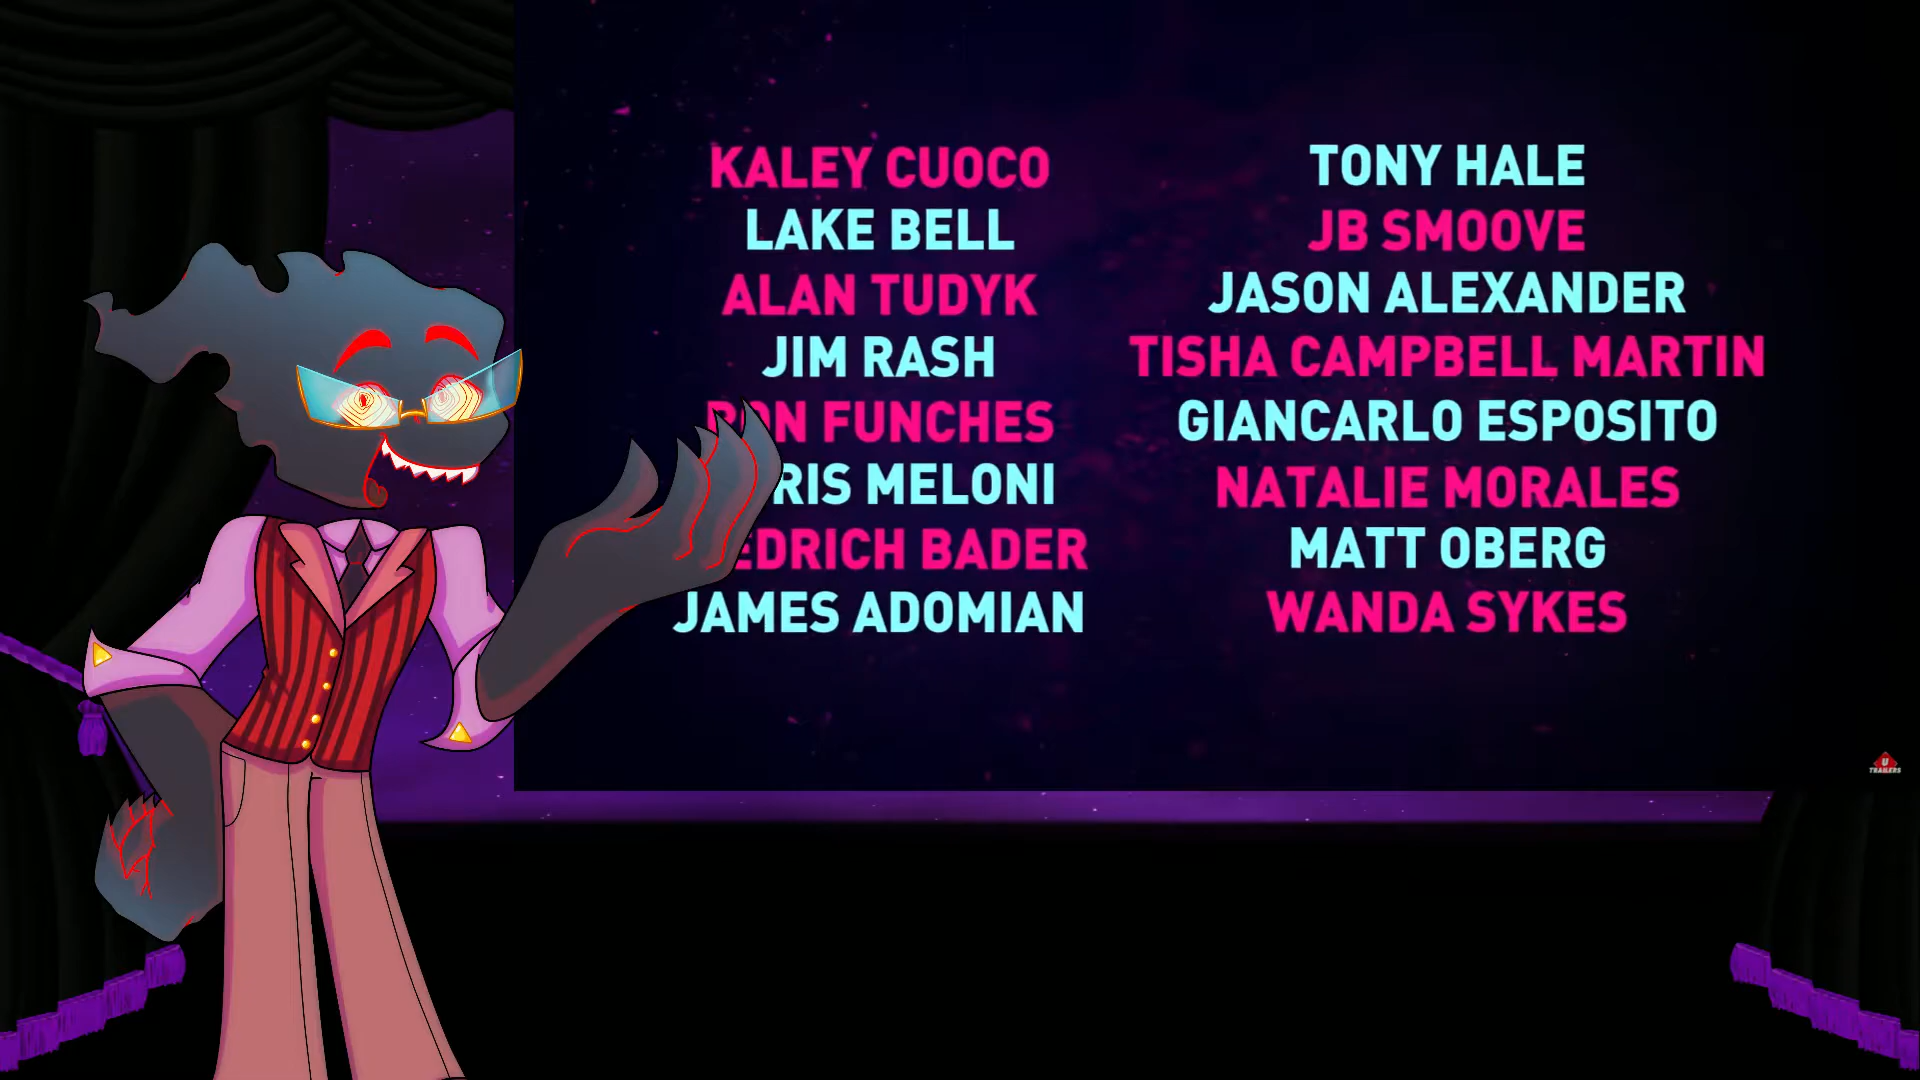 KALEY CUOCO
LAKE BELL
ALAN TUDYK
JIM RASH
FUNCHES
MELONI
BADER
JAMES ADOMIAN
TONY HALE
JB SMOOVE
JASON ALEXANDER
TISHA CAMPBELL MARTIN
GIANCARLO ESPOSITO
NATALIE MORALES
MATT OBERG
WANDA SYKES
U
TRAILERS